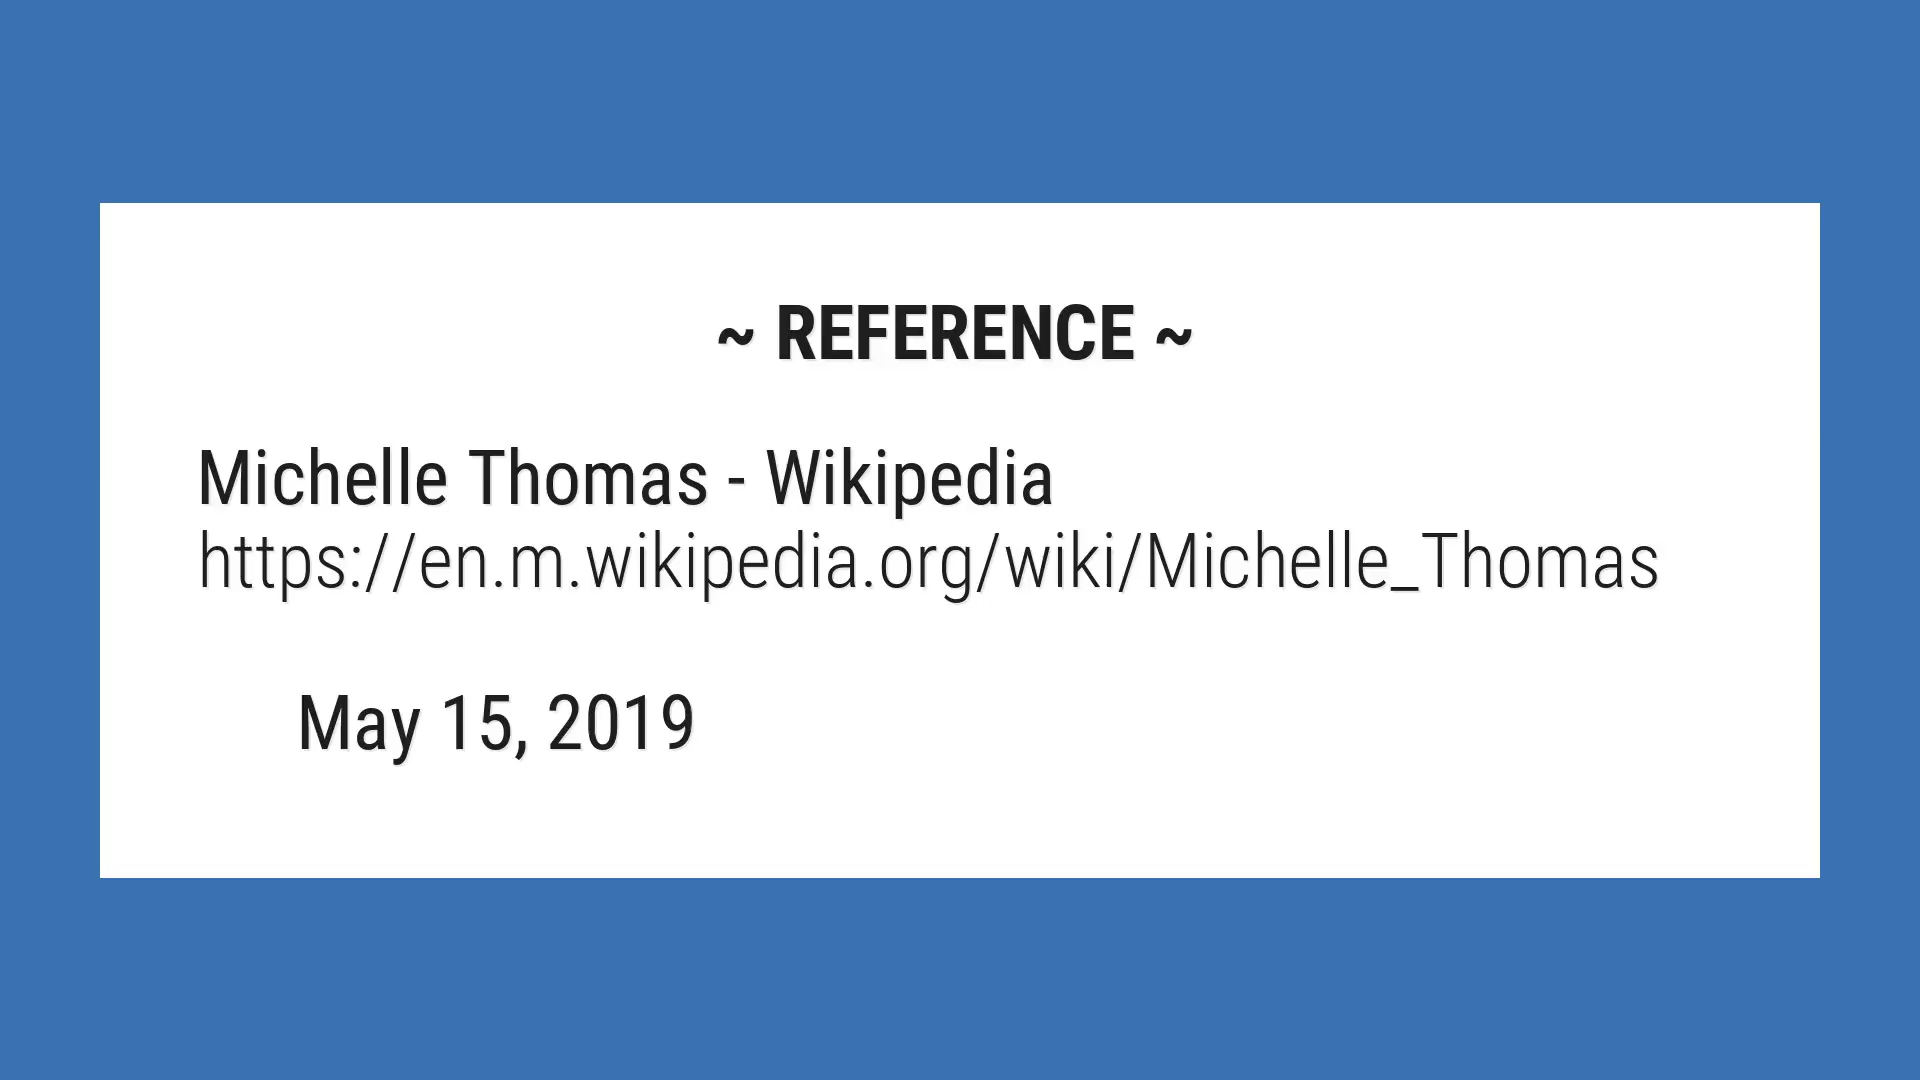 ~ REFERENCE ~
Michelle Thomas - Wikipedia
https://en.m.wikipedia.org/wiki/Michelle_Thomas
May 15, 2019